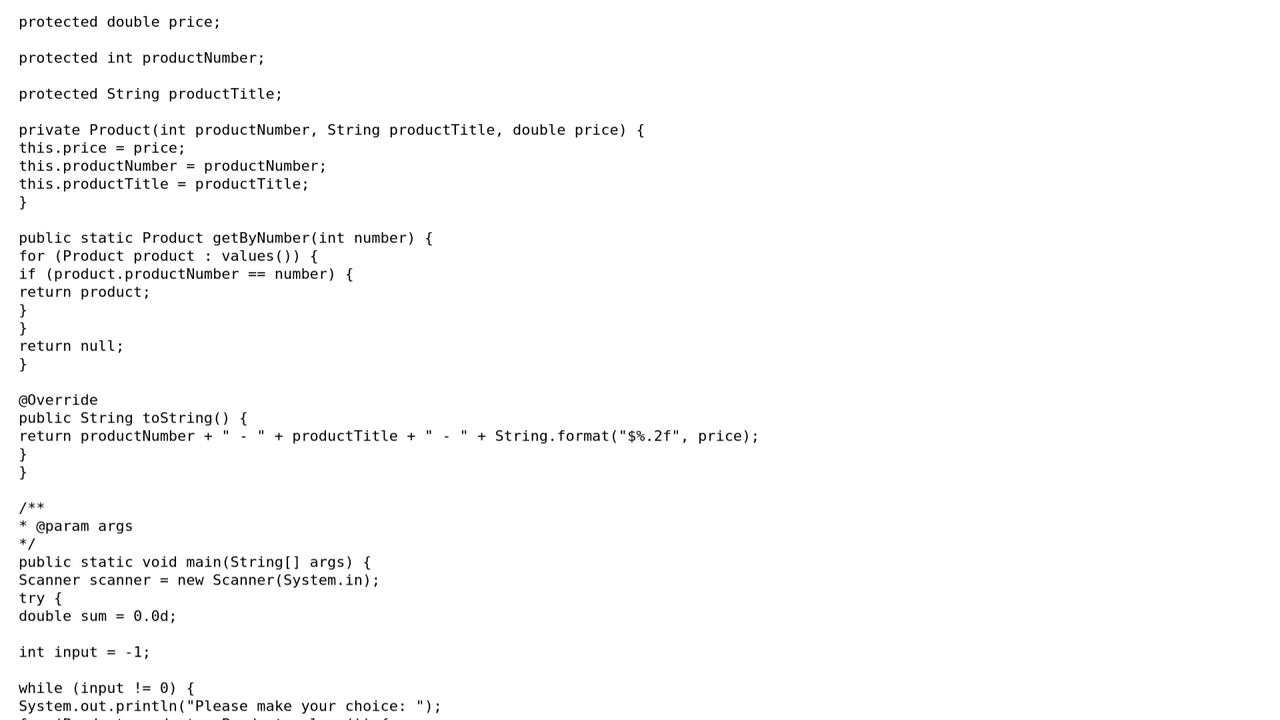 protected double price;
protected int productNumber;
protected String productTitle;
private Product(int productNumber, String productTitle, double price) {
this.price = price;
this.productNumber = productNumber;
this.productTitle = productTitle;
}
public static Product getByNumber(int number) {
for (Product product : values()) {
if (product.productNumber == number) {
return product;
}
}
return null;
}
@Override
public String toString() {
return productNumber + " - " + productTitle + " - " + String.format("$%.2f", price);
}
}
/**
* @param args
*/
public static void main(String[] args) {
Scanner scanner = new Scanner(System.in);
try {
double sum = 0.0d;
int input = -1;
while (input != 0) {
System.out.println("Please make your choice: ");